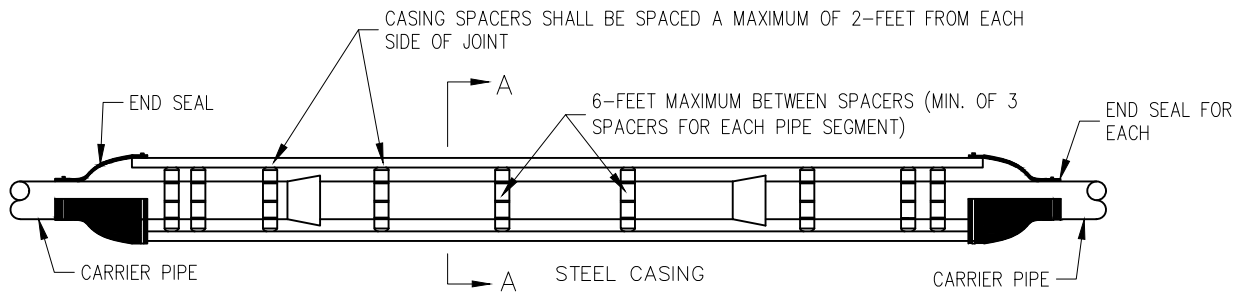 CASING SPACERS SHALL BE SPACED A MAXIMUM OF 2-FEET FROM EACH
SIDE OF JOINT
A
END SEAL
6-FEET MAXIMUM BETWEEN SPACERS (MIN. OF 3
SPACERS FOR EACH PIPE SEGMENT)
END SEAL FOR
EACH
CARRIER PIPE
A
STEEL CASING
CARRIER PIPE